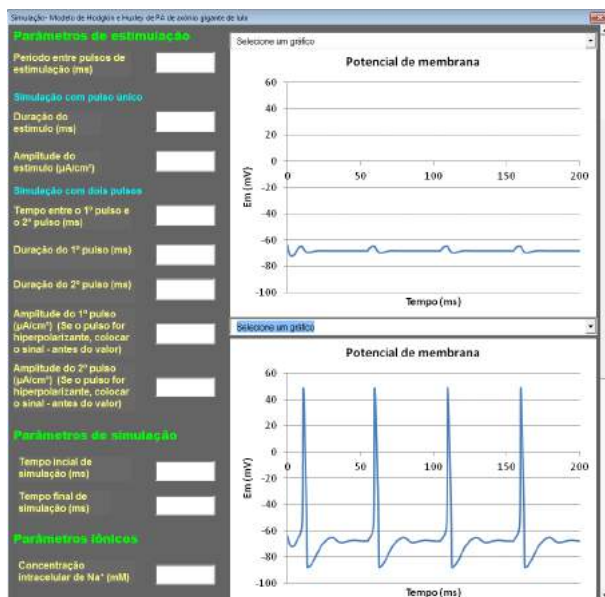 Simulação- Modelo de Hodgkin e Huxley de PA de axônio gigante de lula
Parâmetros de estimulação
Período entre pulsos de
estimulação (ms)
Simulação com pulso único
Duração do
estímulo (ms)
Amplitude do
estímulo (µA/cm²)
Simulação com dois pulsos
Tempo entre o 1º pulso e
o 2º pulso (ms)
Duração do 1º pulso (ms)
Duração do 2º pulso (ms)
Amplitude do 1º pulso
(µA/cm²) (Se o pulso for
hiperpolarizante, colocar
o sinal - antes do valor)
Amplitude do 2º pulso
(µA/cm²) (Se o pulso for
hiperpolarizante, colocar
o sinal - antes do valor)
Parâmetros de simulação
Tempo incial de
simulação (ms)
Tempo final de
simulação (ms)
Parâmetros iônicos
Concentração
intracelular de Na⁺ (mM)
Selecione um gráfico
Potencial de membrana
60
40
20
0
-20
-40
-60
-80
-100
0 50 100 150 200
Em (mV)
Tempo (ms)
Selecione um gráfico
Potencial de membrana
60
40
20
0
-20
-40
-60
-80
-100
0 50 100 150 200
Em (mV)
Tempo (ms)